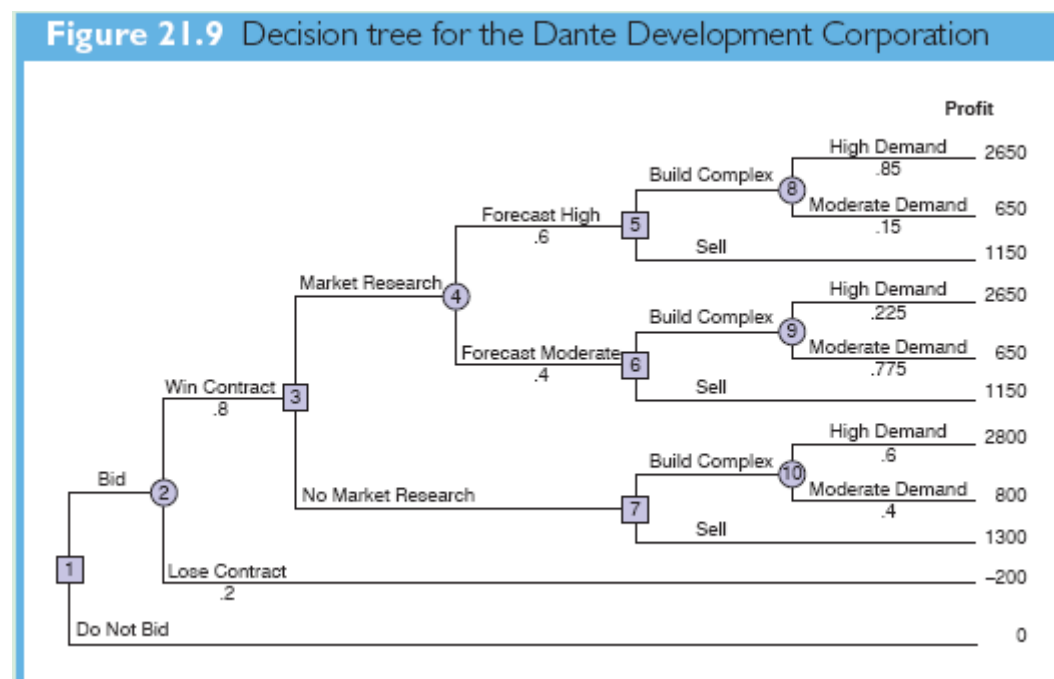 Figure 21.9 Decision tree for the Dante Development Corporation
Profit
High Demand 2650
.85
Build Complex
8
Moderate Demand 650
.15
Forecast High
.6
5
Sell 1150
Market Research
4
High Demand 2650
.225
Build Complex
9
Moderate Demand 650
.775
Forecast Moderate
.4
6
Sell 1150
Win Contract
.8
3
High Demand 2800
.6
Build Complex
10
Moderate Demand 800
.4
No Market Research
7
Sell 1300
Bid
2
1
Lose Contract -200
.2
Do Not Bid 0